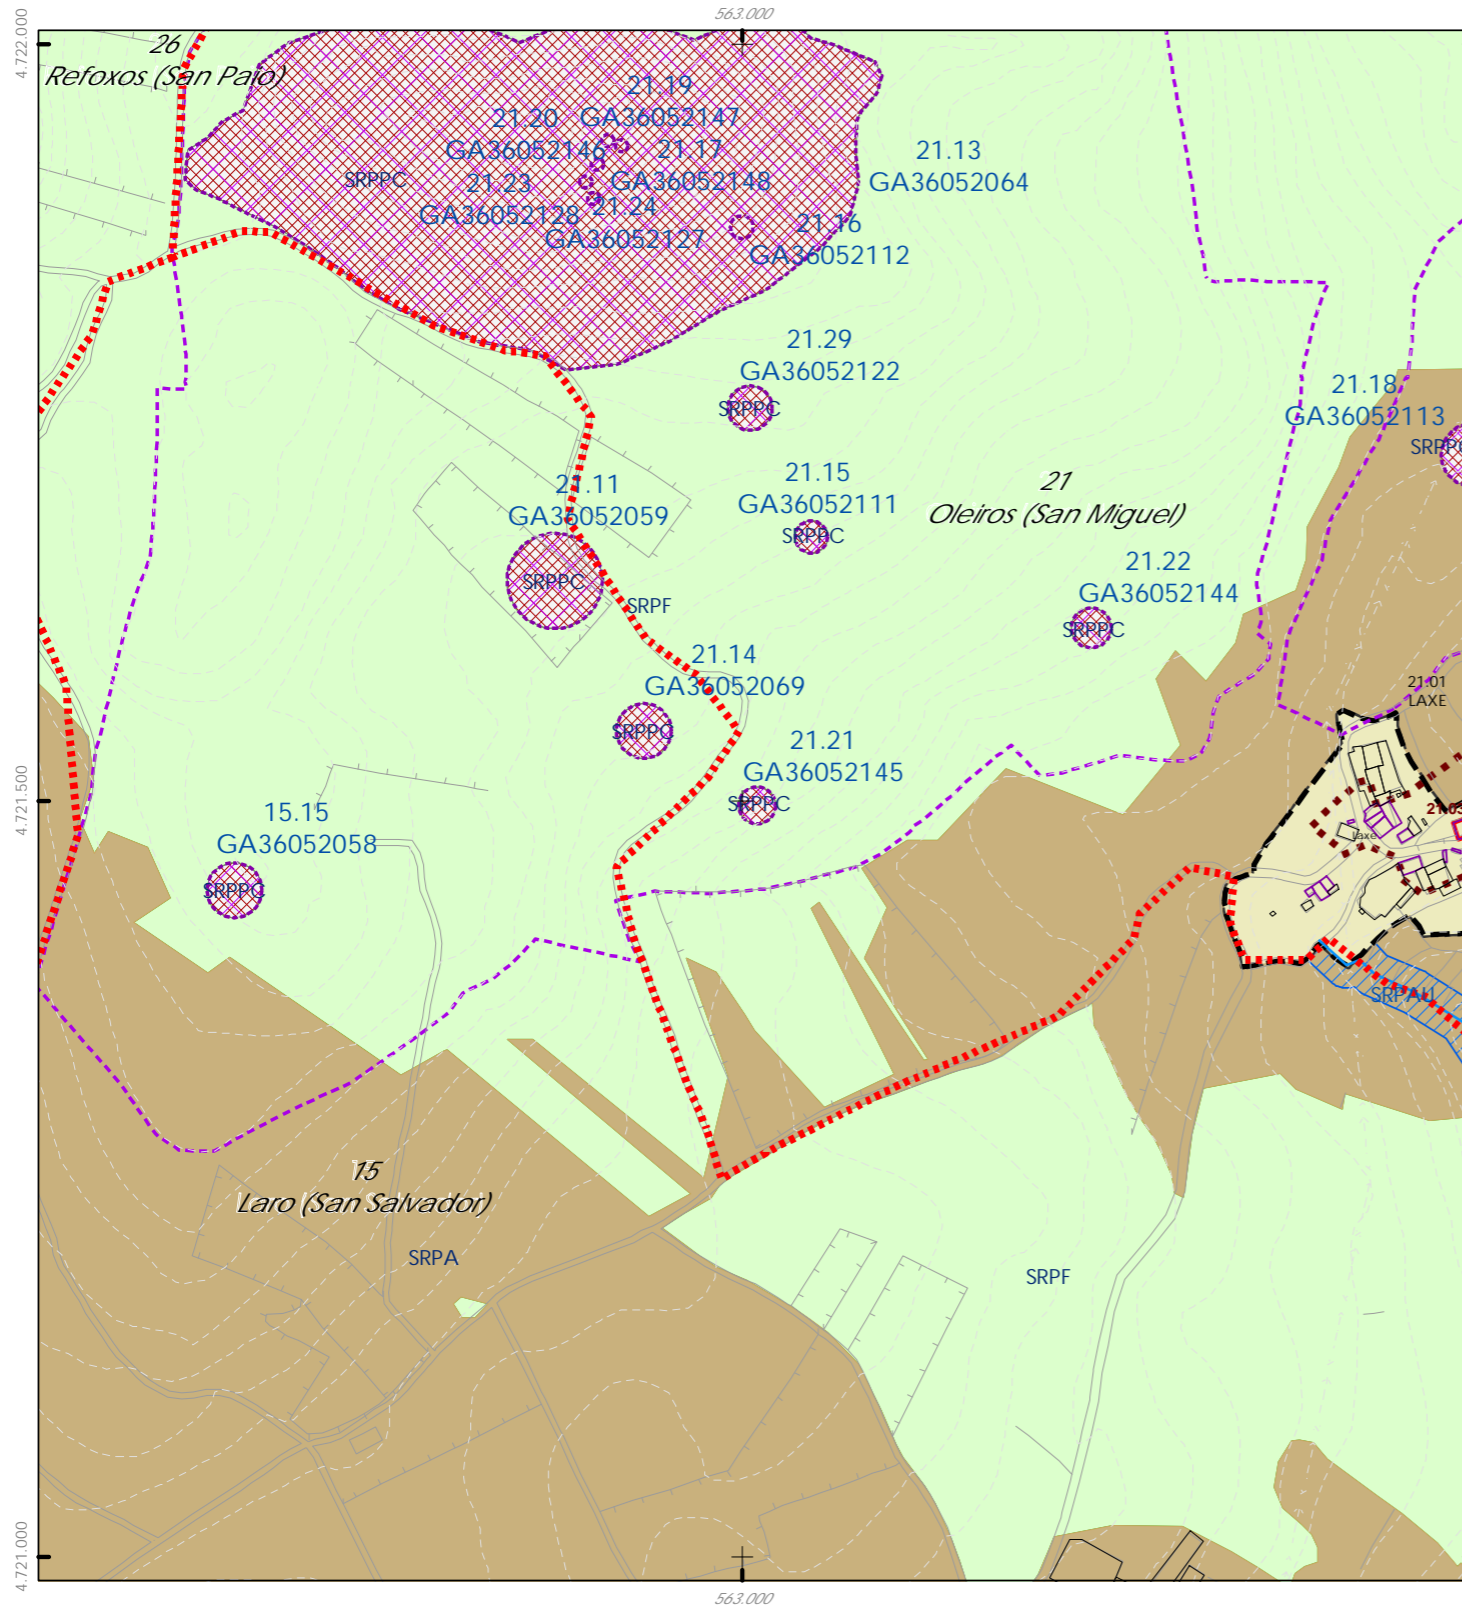 563.000
4.722.000
26
Refoxos (San Paio)
21.19
GA36052147
21.20
GA36052146
21.17
GA36052148
21.13
GA36052064
SRPPC
21.23
GA36052128
21.24
GA36052127
21.16
GA36052112
21.29
GA36052122
SRPPC
21.18
GA36052113
SRPPC
21.11
GA36052059
SRPPC
21.15
GA36052111
SRPPC
21
Oleiros (San Miguel)
21.22
GA36052144
SRPPC
SRPF
21.14
GA36052069
SRPPC
21.01
LAXE
21.21
GA36052145
SRPPC
4.721.500
15.15
GA36052058
SRPPC
21.03
Laxe
SRPAU
15
Laro (San Salvador)
SRPA
SRPF
4.721.000
563.000